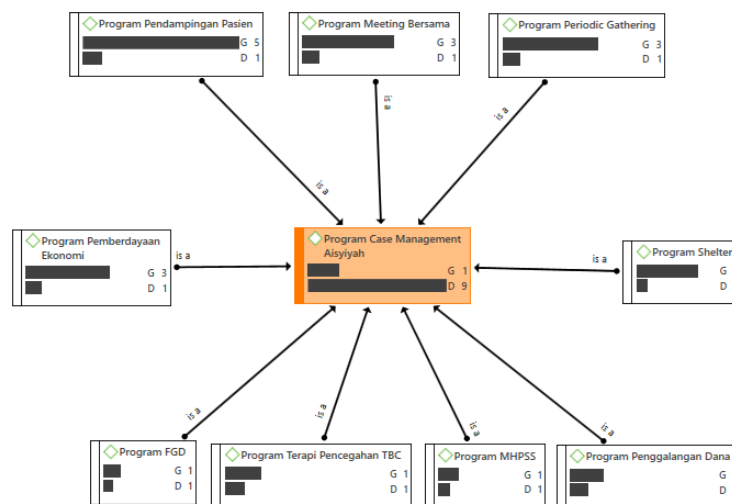 Program Pendampingan Pasien
G 5
D 1
Program Meeting Bersama
G 3
D 1
Program Periodic Gathering
G 3
D 1
is a
is a
is a
Program Pemberdayaan
Ekonomi
G 3
D 1
is a
Program Case Management
Aisyiyah
G 1
D 9
is a
Program Shelter
G
D
is a
is a
is a
is a
Program FGD
G 1
D 1
Program Terapi Pencegahan TBC
G 1
D 1
Program MHPSS
G 1
D 1
Program Penggalangan Dana
G
D